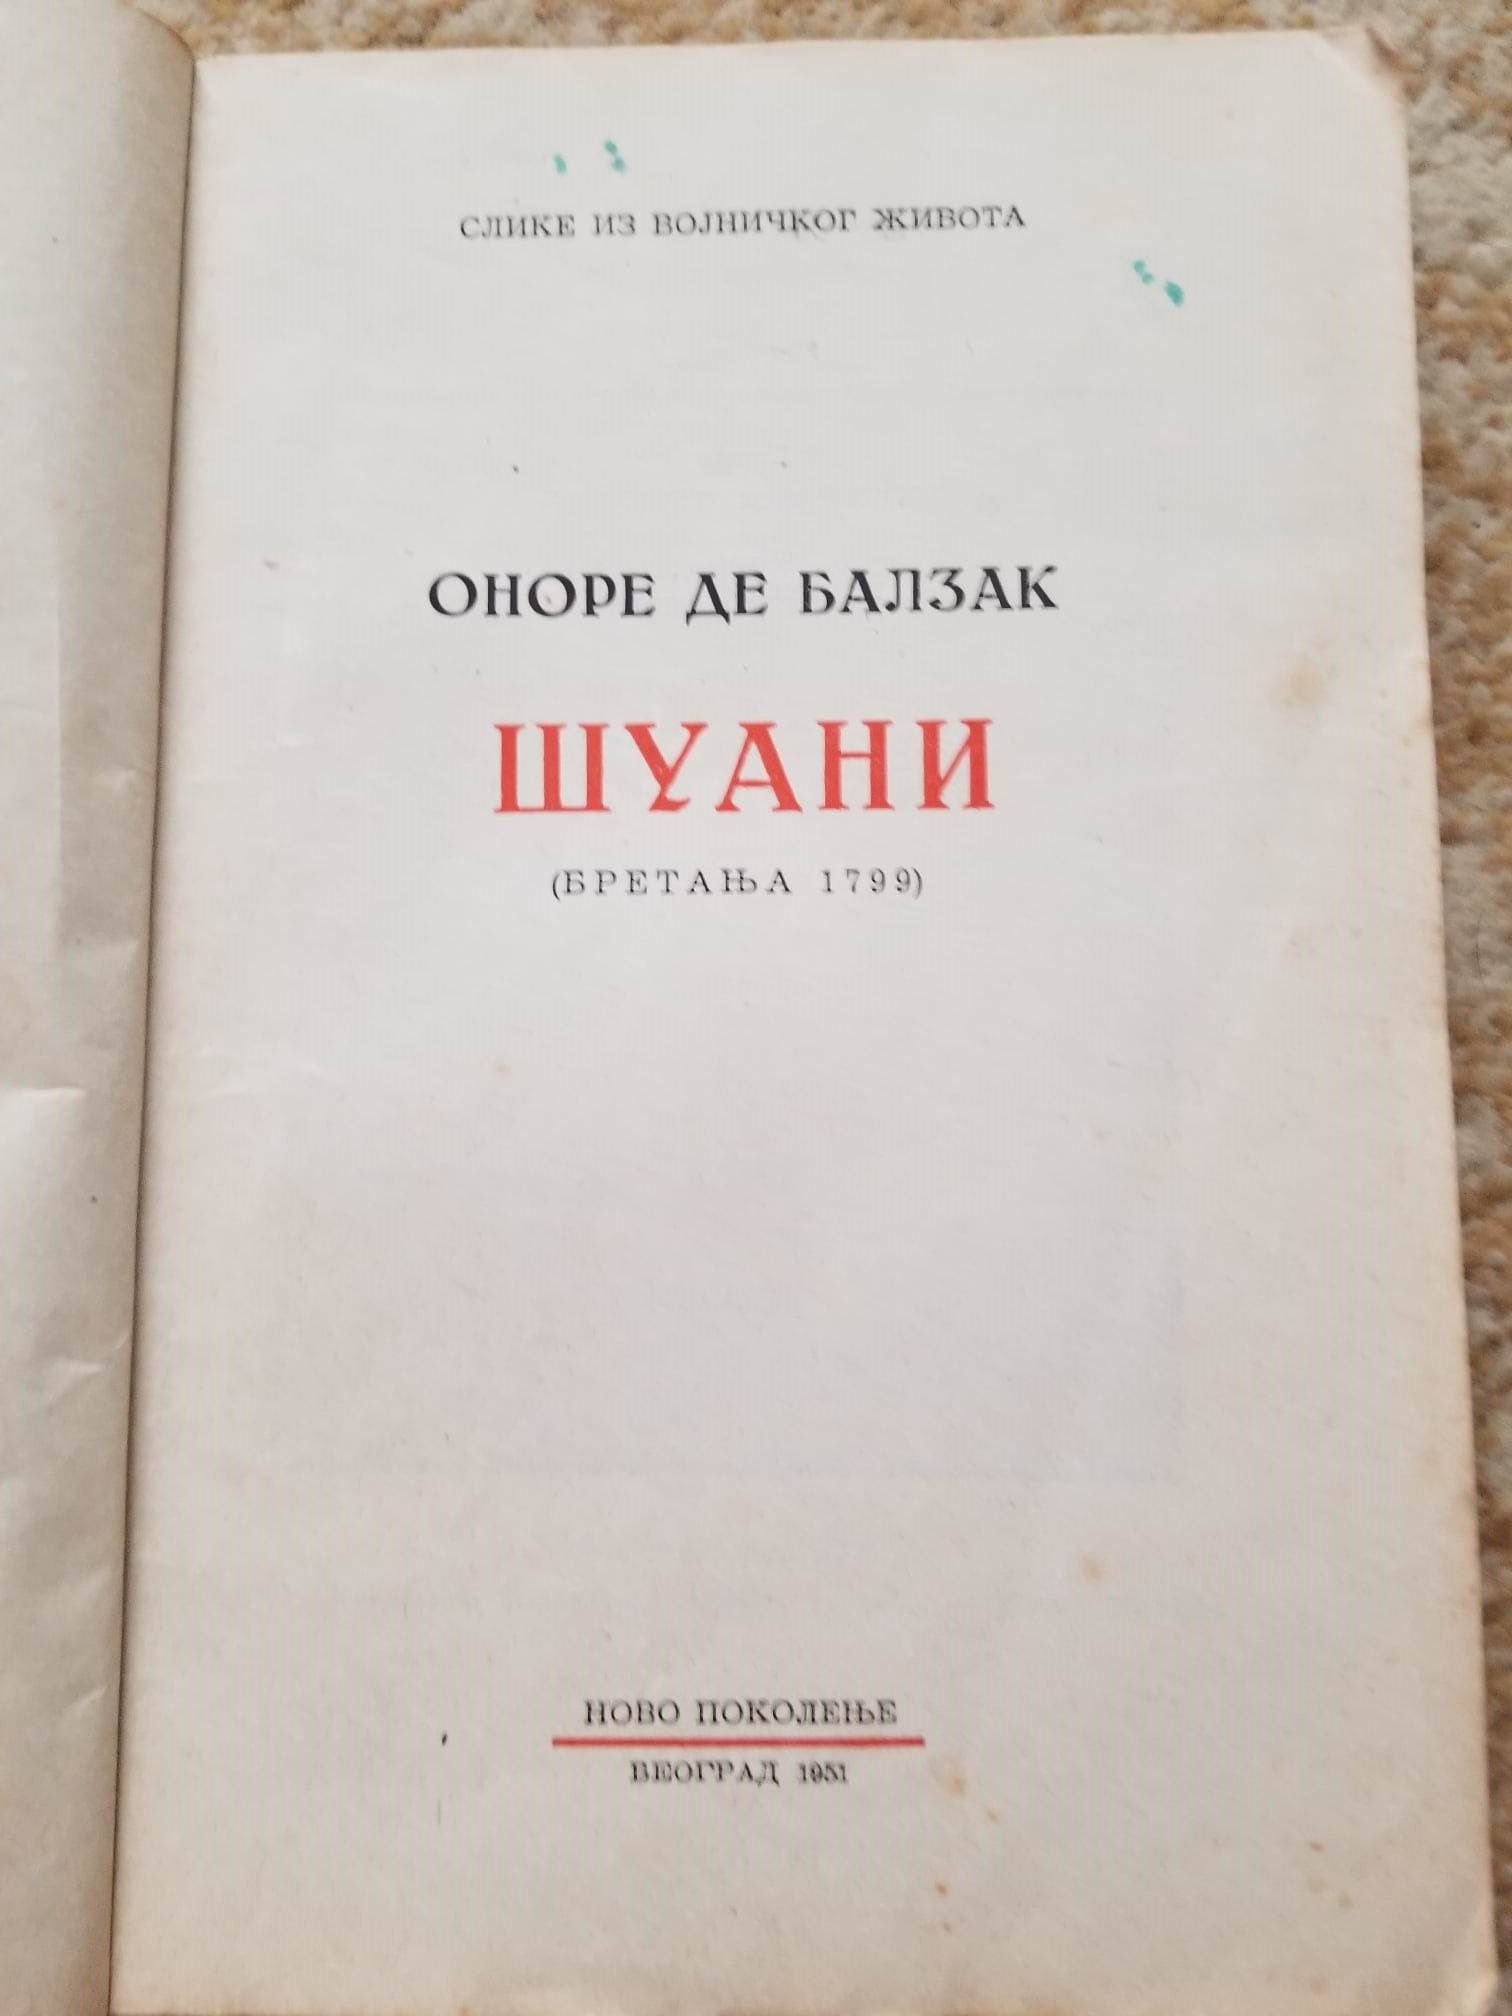 СЛИКЕ ИЗ ВОЈНИЧКОГ ЖИВОТА
ОНОРЕ ДЕ БАЛЗАК
ШУАНИ
(БРЕТАЊА 1799)
НОВО ПОКОЛЕЊЕ
БЕОГРАД 1951